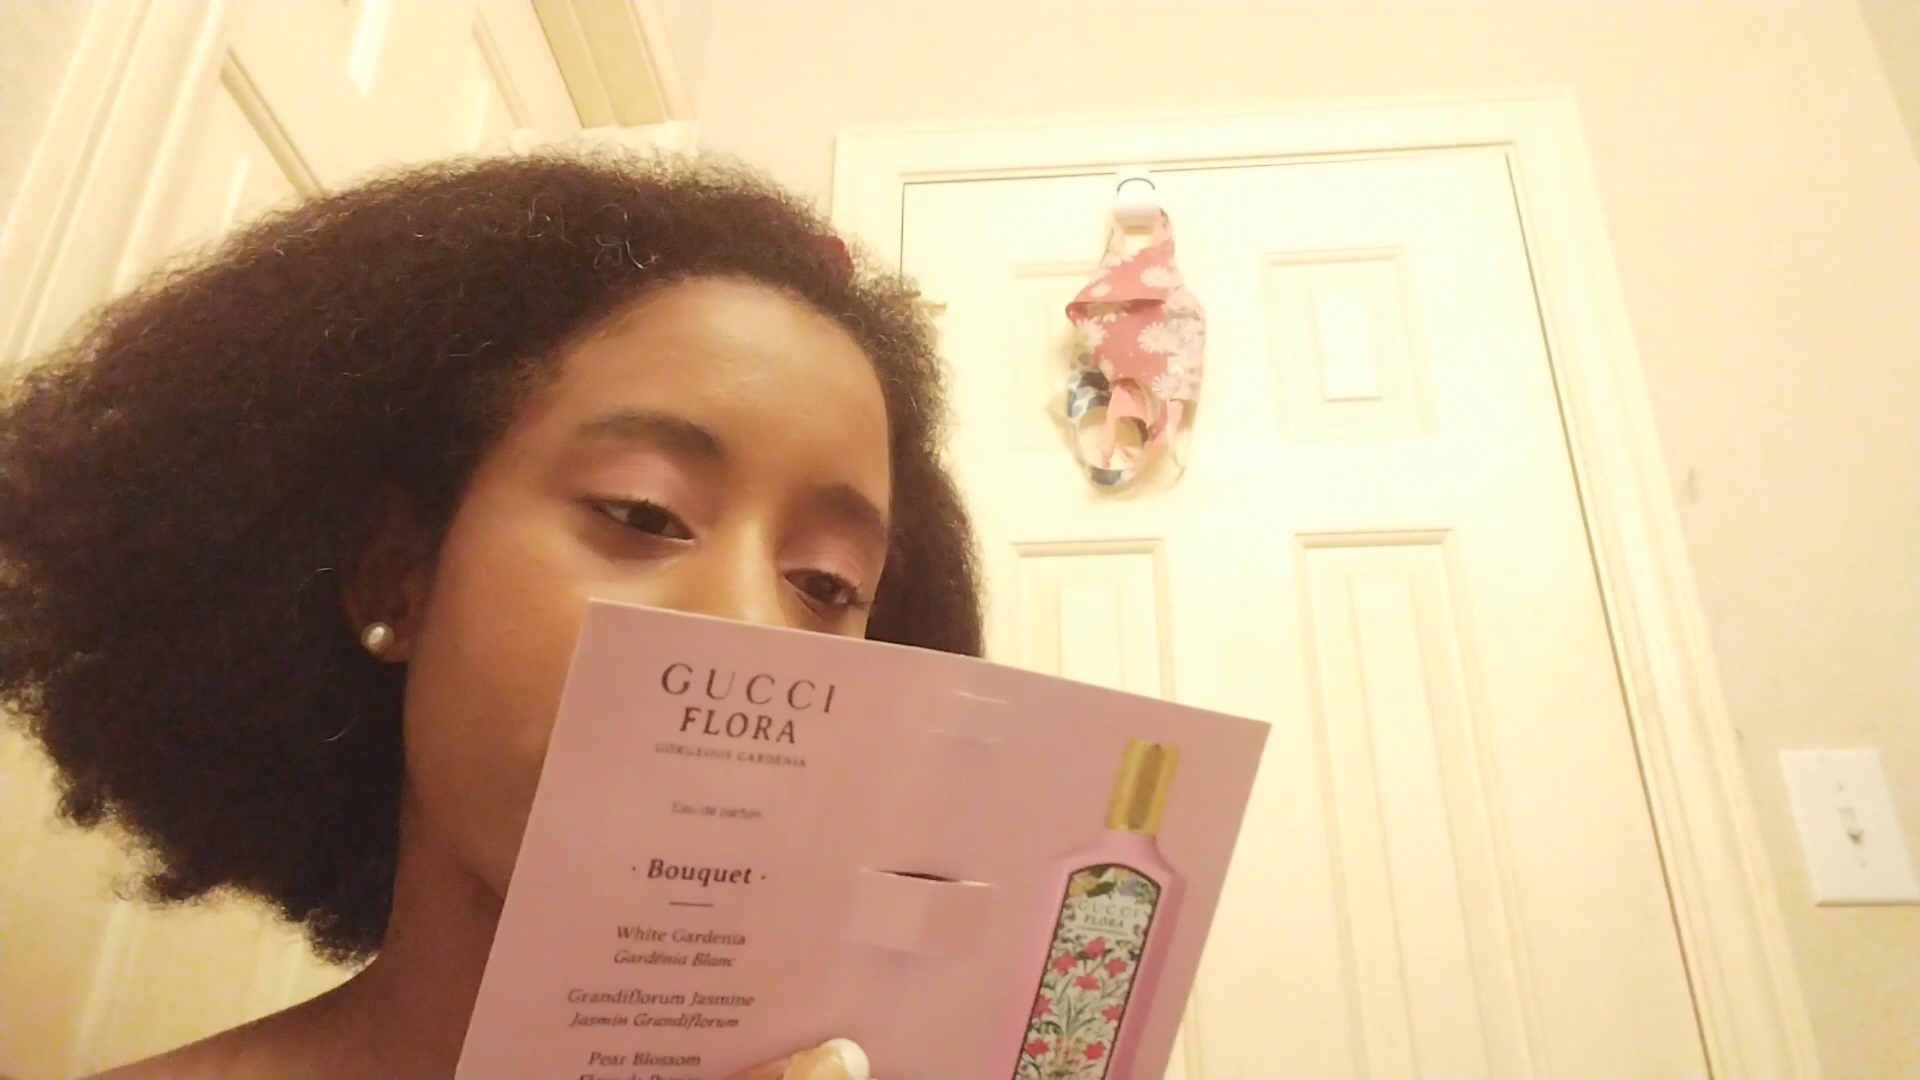 GUCCI
FLORA
GORGEOUS GARDENIA
Eau de parfum
· Bouquet ·
White Gardenia
Gardénia Blanc
Grandiflorum Jasmine
Jasmin Grandiflorum
Pear Blossom
GUCCI
FLORA